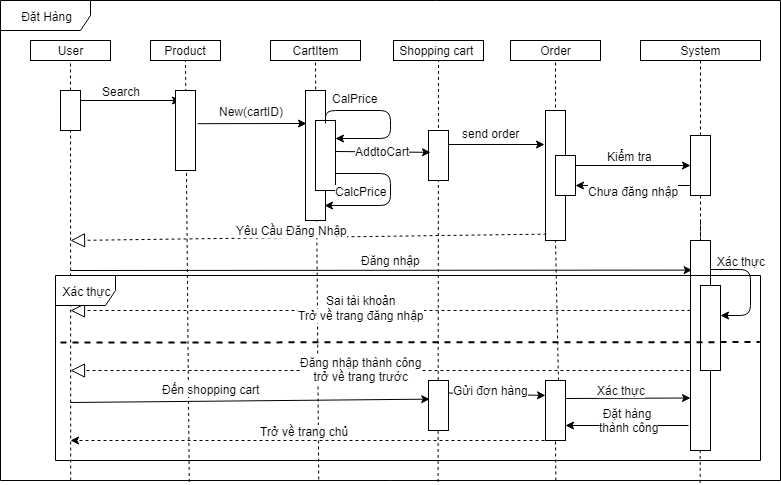 Đặt Hàng
User
Product
CartItem
Shopping cart
Order
System
Search
CalPrice
New(cartID)
send order
AddtoCart
Kiểm tra
CalcPrice
Chưa đăng nhập
Yêu Cầu Đăng Nhập
Đăng nhập
Xác thực
Xác thực
Sai tài khoản
Trở về trang đăng nhập
Đăng nhập thành công
trở về trang trước
Đến shopping cart
Gửi đơn hàng
Xác thực
Đặt hàng
thành công
Trở về trang chủ